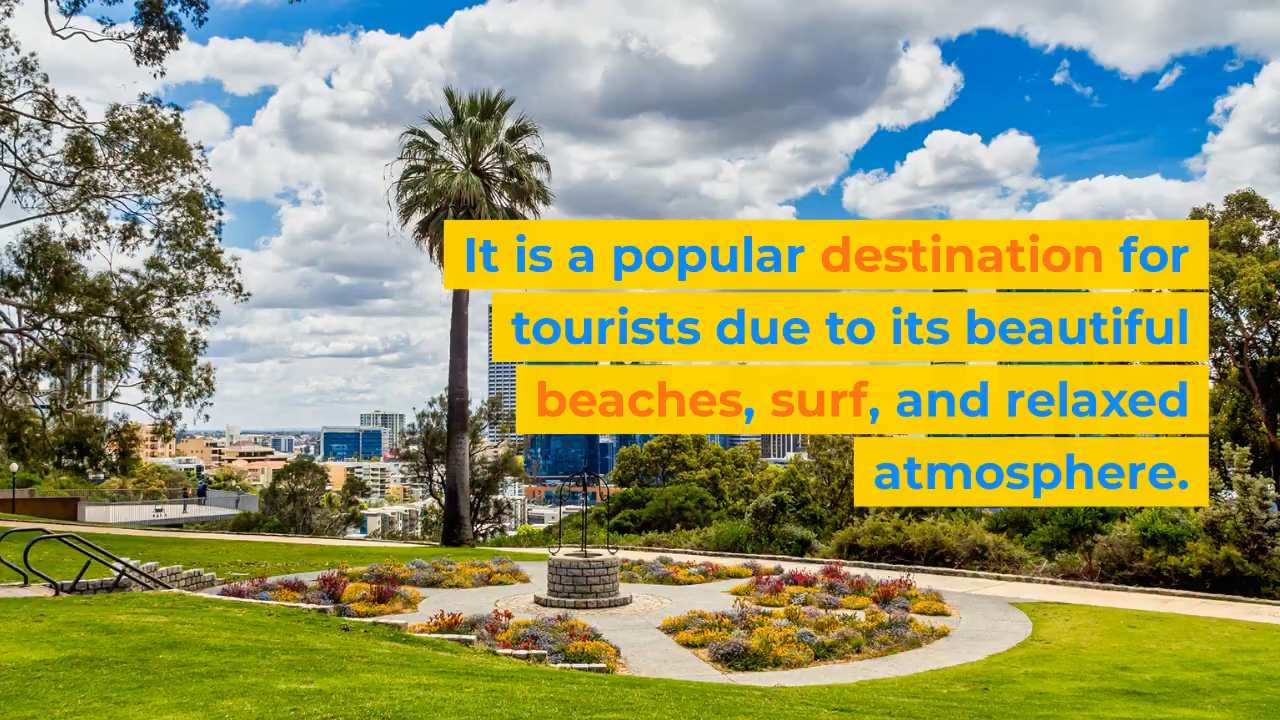 It is a popular destination for
tourists due to its beautiful
beaches, surf, and relaxed
atmosphere.